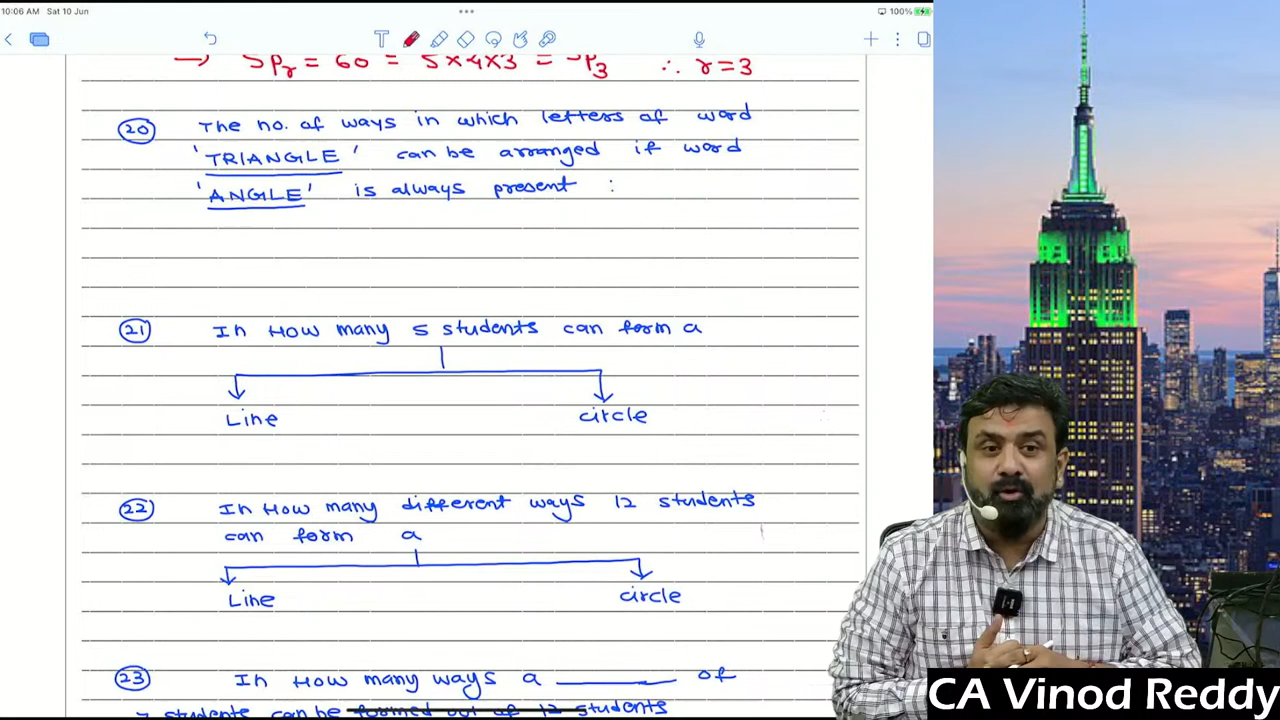 10:06 AM Sat 10 Jun
100%
→ 5Pr = 60 = 5×4×3 = 5P3 ∴ r=3
20 The no. of ways in which letters of word
'TRIANGLE' can be arranged if word
'ANGLE' is always present :
21 In How many 5 students can form a
Line circle
22 In How many different ways 12 students
can form a
Line circle
23 In How many ways a ______ of
7 students can be formed out of 12 students
CA Vinod Reddy